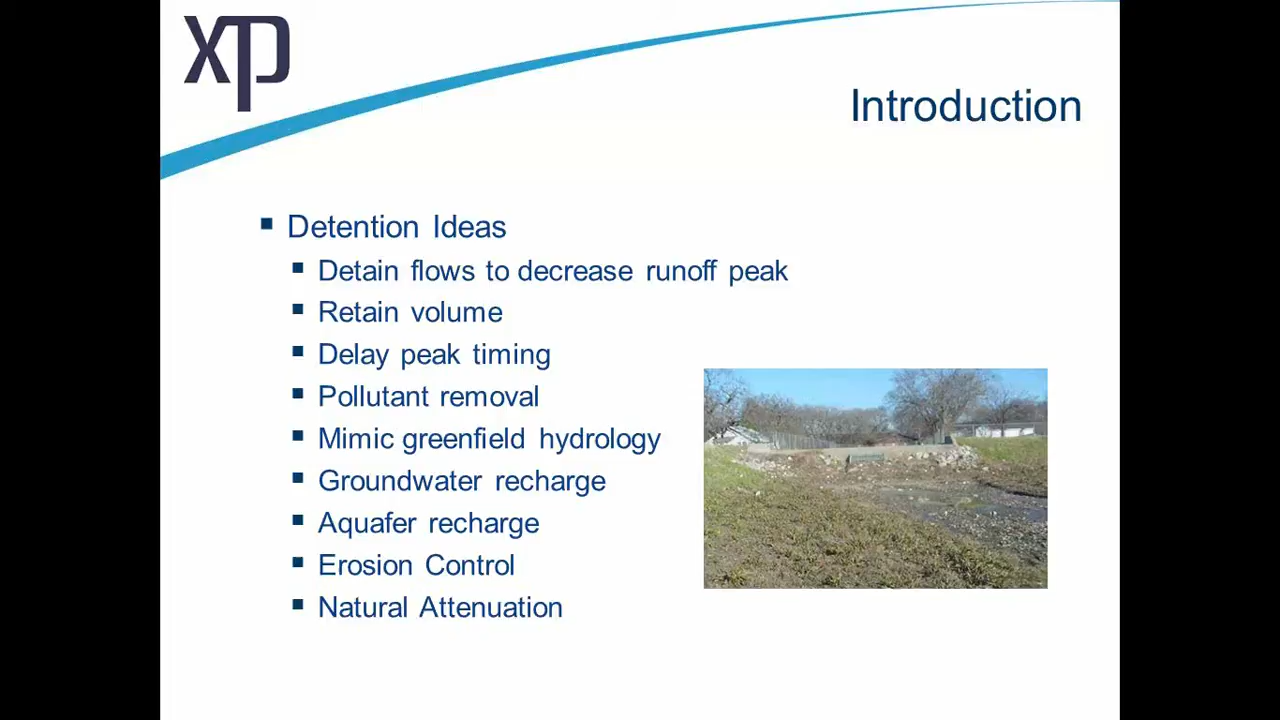 xp
Introduction
Detention Ideas
Detain flows to decrease runoff peak
Retain volume
Delay peak timing
Pollutant removal
Mimic greenfield hydrology
Groundwater recharge
Aquafer recharge
Erosion Control
Natural Attenuation